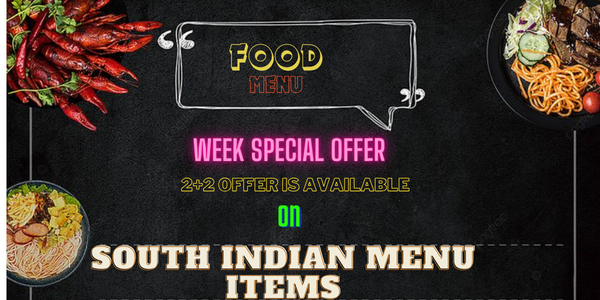 FOOD
MENU
WEEK SPECIAL OFFER
2+2 OFFER IS AVAILABLE
on
SOUTH INDIAN MENU
ITEMS